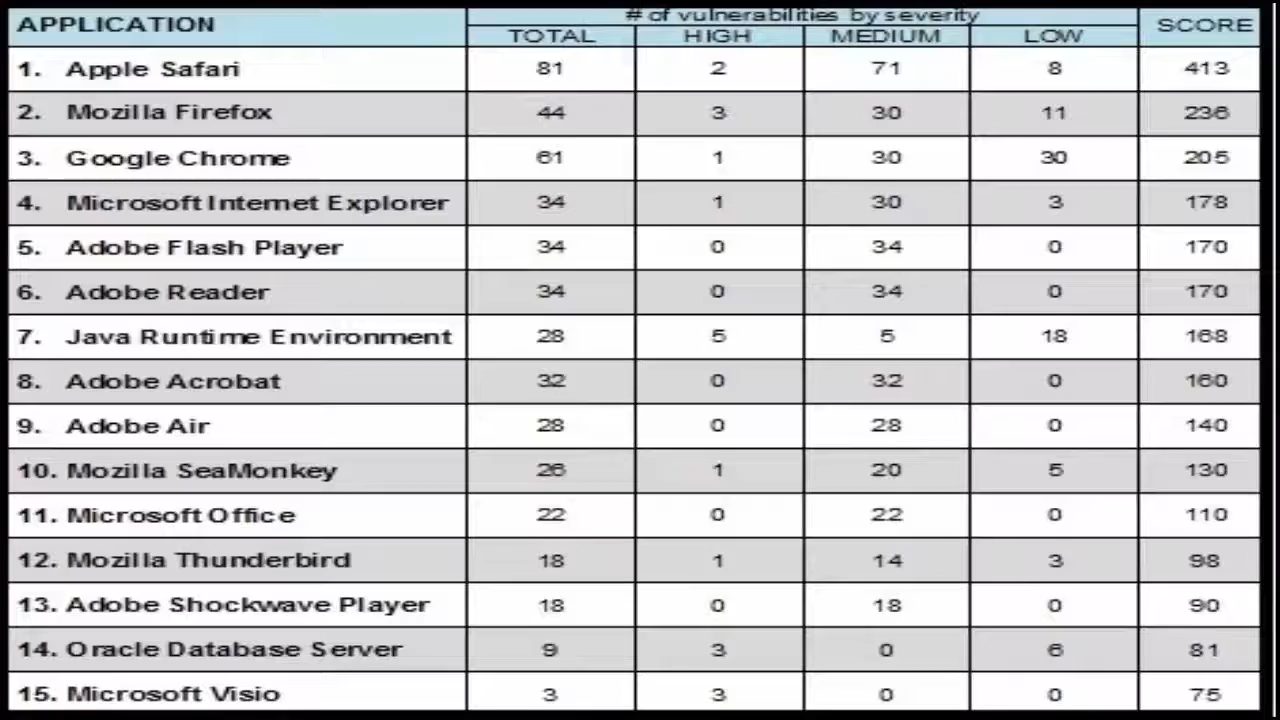 APPLICATION # of vulnerabilities by severity SCORE
TOTAL HIGH MEDIUM LOW
1. Apple Safari 81 2 71 8 413
2. Mozilla Firefox 44 3 30 11 236
3. Google Chrome 61 1 30 30 205
4. Microsoft Internet Explorer 34 1 30 3 178
5. Adobe Flash Player 34 0 34 0 170
6. Adobe Reader 34 0 34 0 170
7. Java Runtime Environment 28 5 5 18 168
8. Adobe Acrobat 32 0 32 0 160
9. Adobe Air 28 0 28 0 140
10. Mozilla SeaMonkey 26 1 20 5 130
11. Microsoft Office 22 0 22 0 110
12. Mozilla Thunderbird 18 1 14 3 98
13. Adobe Shockwave Player 18 0 18 0 90
14. Oracle Database Server 9 3 0 6 81
15. Microsoft Visio 3 3 0 0 75